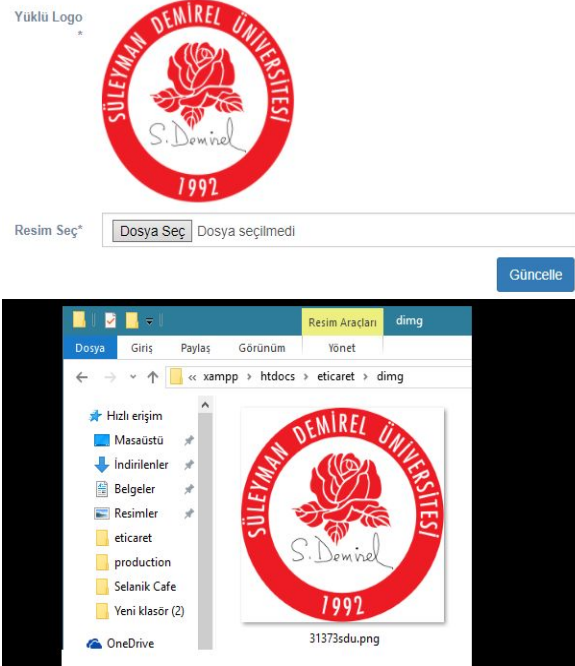 Yüklü Logo
*
SÜLEYMAN DEMİREL ÜNİVERSİTESİ
S. Demirel
1992
Resim Seç*
Dosya Seç Dosya seçilmedi
Güncelle
Resim Araçları dimg
Dosya Giriş Paylaş Görünüm Yönet
« xampp > htdocs > eticaret > dimg
Hızlı erişim
Masaüstü
İndirilenler
Belgeler
Resimler
eticaret
production
Selanik Cafe
Yeni klasör (2)
OneDrive
SÜLEYMAN DEMİREL ÜNİVERSİTESİ
S. Demirel
1992
31373sdu.png